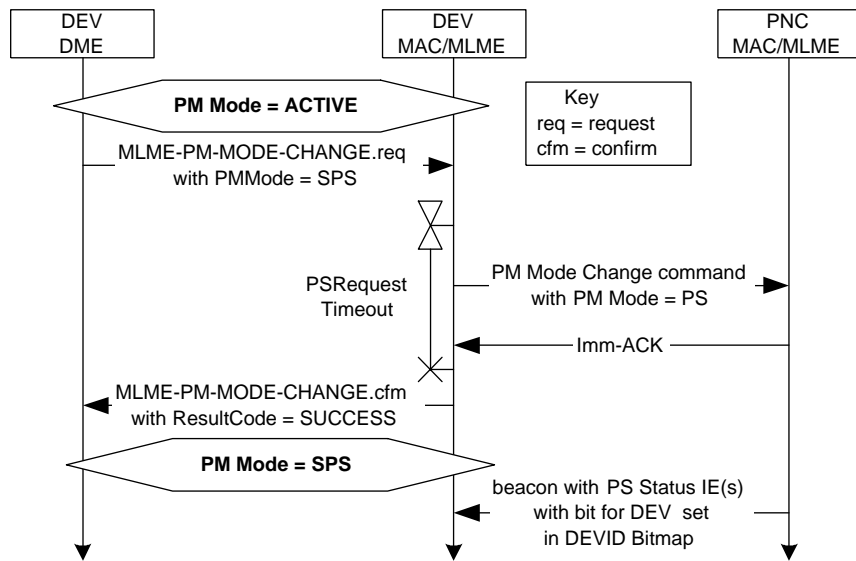 DEV
DME
DEV
MAC/MLME
PNC
MAC/MLME
PM Mode = ACTIVE
Key
req = request
cfm = confirm
MLME-PM-MODE-CHANGE.req
with PMMode = SPS
PSRequest
Timeout
PM Mode Change command
with PM Mode = PS
Imm-ACK
MLME-PM-MODE-CHANGE.cfm
with ResultCode = SUCCESS
PM Mode = SPS
beacon with PS Status IE(s)
with bit for DEV set
in DEVID Bitmap